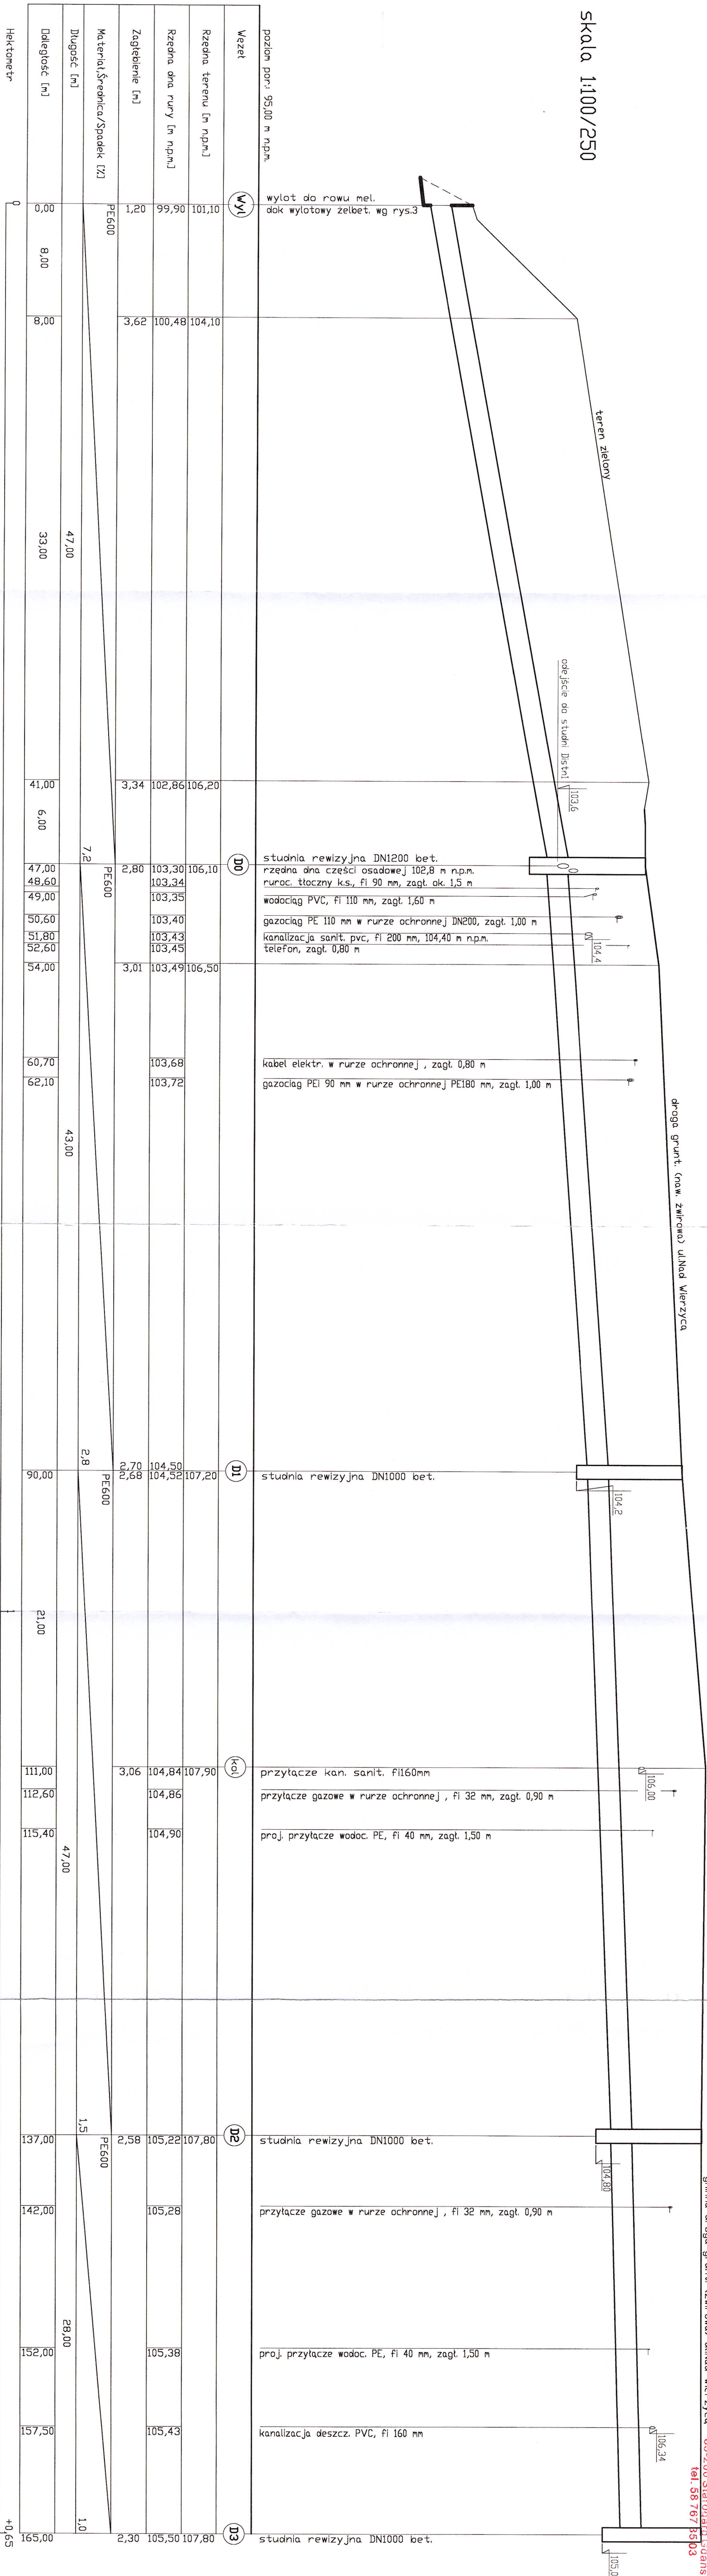 skala 1:100/250
teren zielony
odejście do studni Distn1
103,6
104,4
droga grunt. (naw. żwirowa) ul.Nad Wierzycą
104,2
106,00
104,80
106,34
tel. 58 767 35 03
poziom por.: 95,00 m n.p.m.
wylot do rowu mel.
dok wylotowy żelbet. wg rys.3
studnia rewizyjna DN1200 bet.
rzędna dna części osadowej 102,8 m n.p.m.
ruroc. tłoczny k.s., fi 90 mm, zagł. ok. 1,5 m
wodociąg PVC, fi 110 mm, zagł. 1,60 m
gazociąg PE 110 mm w rurze ochronnej DN200, zagł. 1,00 m
kanalizacja sanit. pvc, fi 200 mm, 104,40 m n.p.m.
telefon, zagł. 0,80 m
kabel elektr. w rurze ochronnej , zagł. 0,80 m
gazociąg PEl 90 mm w rurze ochronnej PE180 mm, zagł. 1,00 m
studnia rewizyjna DN1000 bet.
przyłącze kan. sanit. fi160mm
przyłącze gazowe w rurze ochronnej , fi 32 mm, zagł. 0,90 m
proj. przyłącze wodoc. PE, fi 40 mm, zagł. 1,50 m
studnia rewizyjna DN1000 bet.
przyłącze gazowe w rurze ochronnej , fi 32 mm, zagł. 0,90 m
proj. przyłącze wodoc. PE, fi 40 mm, zagł. 1,50 m
kanalizacja deszcz. PVC, fi 160 mm
studnia rewizyjna DN1000 bet.
Węzeł Wyl D0 D1 kol D2 D3
Rzędna terenu [m n.p.m.] 101,10 104,10 106,20 106,10 106,50 107,20 107,90 107,80 107,80
Rzędna dna rury [m n.p.m.] 99,90 100,48 102,86 103,30 103,34 103,35 103,40 103,43 103,45 103,49 103,68 103,72 104,50 104,52 104,84 104,86 104,90 105,22 105,28 105,38 105,43 105,50
Zagłębienie [m] 1,20 3,62 3,34 2,80 3,01 2,70 2,68 3,06 2,58 2,30
Materiał,Średnica/Spadek [%] PE600 7,2 PE600 2,8 PE600 1,5 PE600 1,0
Długość [m] 47,00 43,00 47,00 28,00
Odległość [m] 0,00 8,00 8,00 33,00 41,00 6,00 47,00 48,60 49,00 50,60 51,80 52,60 54,00 60,70 62,10 90,00 21,00 111,00 112,60 115,40 137,00 142,00 152,00 157,50 165,00
Hektometr 0 1 +0,65